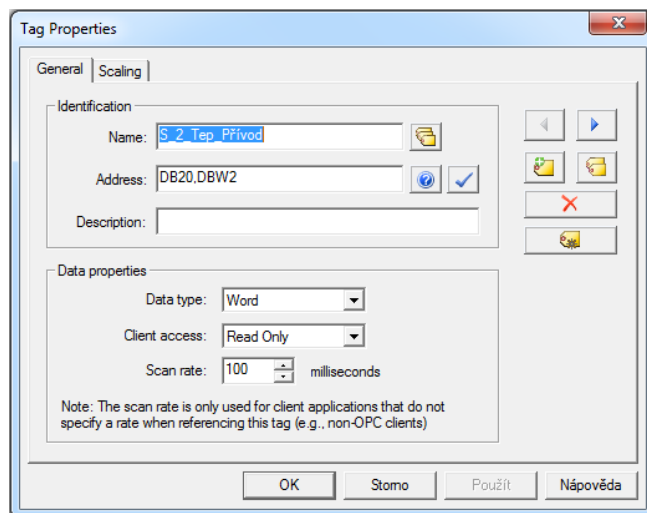 Tag Properties
General
Scaling
Identification
Name: S_2_Tep_Přívod
Address: DB20,DBW2
Description:
Data properties
Data type: Word
Client access: Read Only
Scan rate: 100 milliseconds
Note: The scan rate is only used for client applications that do not
specify a rate when referencing this tag (e.g., non-OPC clients)
OK
Storno
Použít
Nápověda